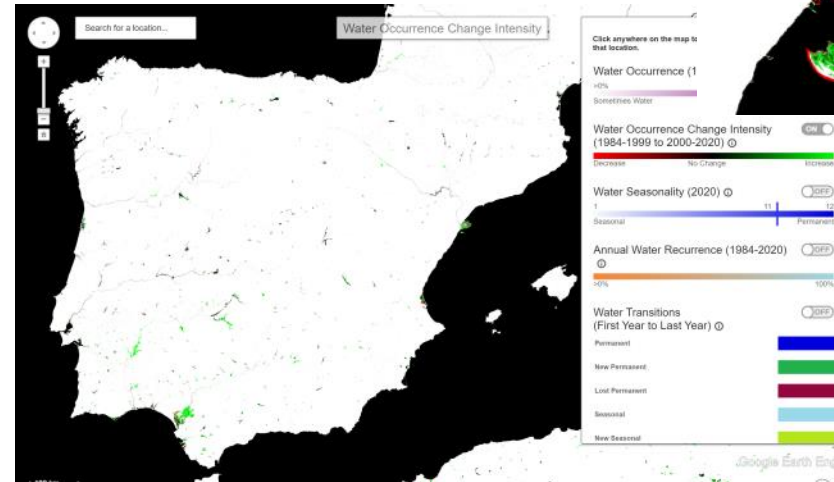 Search for a location...
Water Occurrence Change Intensity
Click anywhere on the map to
that location.
Water Occurrence (1
>0%
Sometimes Water
Water Occurrence Change Intensity
(1984-1999 to 2000-2020)
ON
Decrease No Change Increase
Water Seasonality (2020)
OFF
1 11 12
Seasonal Permanent
Annual Water Recurrence (1984-2020)
OFF
>0% 100%
Water Transitions
(First Year to Last Year)
OFF
Permanent
New Permanent
Lost Permanent
Seasonal
New Seasonal
Google Earth Eng